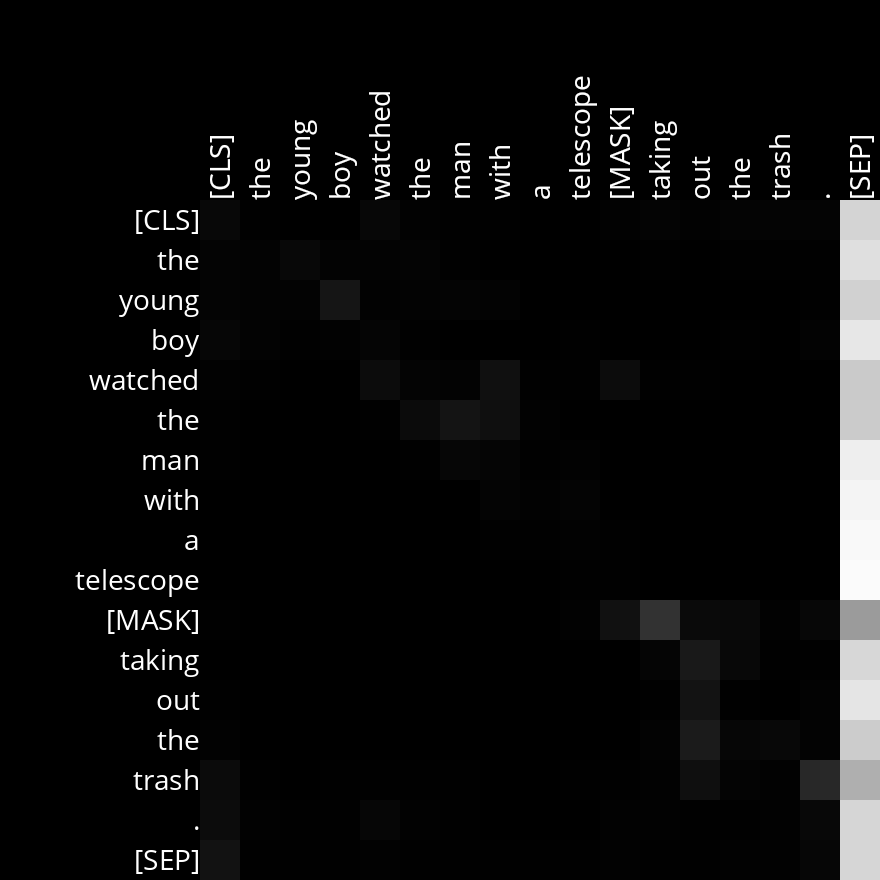 [CLS] the young boy watched the man with a telescope [MASK] taking out the trash . [SEP]
[CLS]
the
young
boy
watched
the
man
with
a
telescope
[MASK]
taking
out
the
trash
.
[SEP]